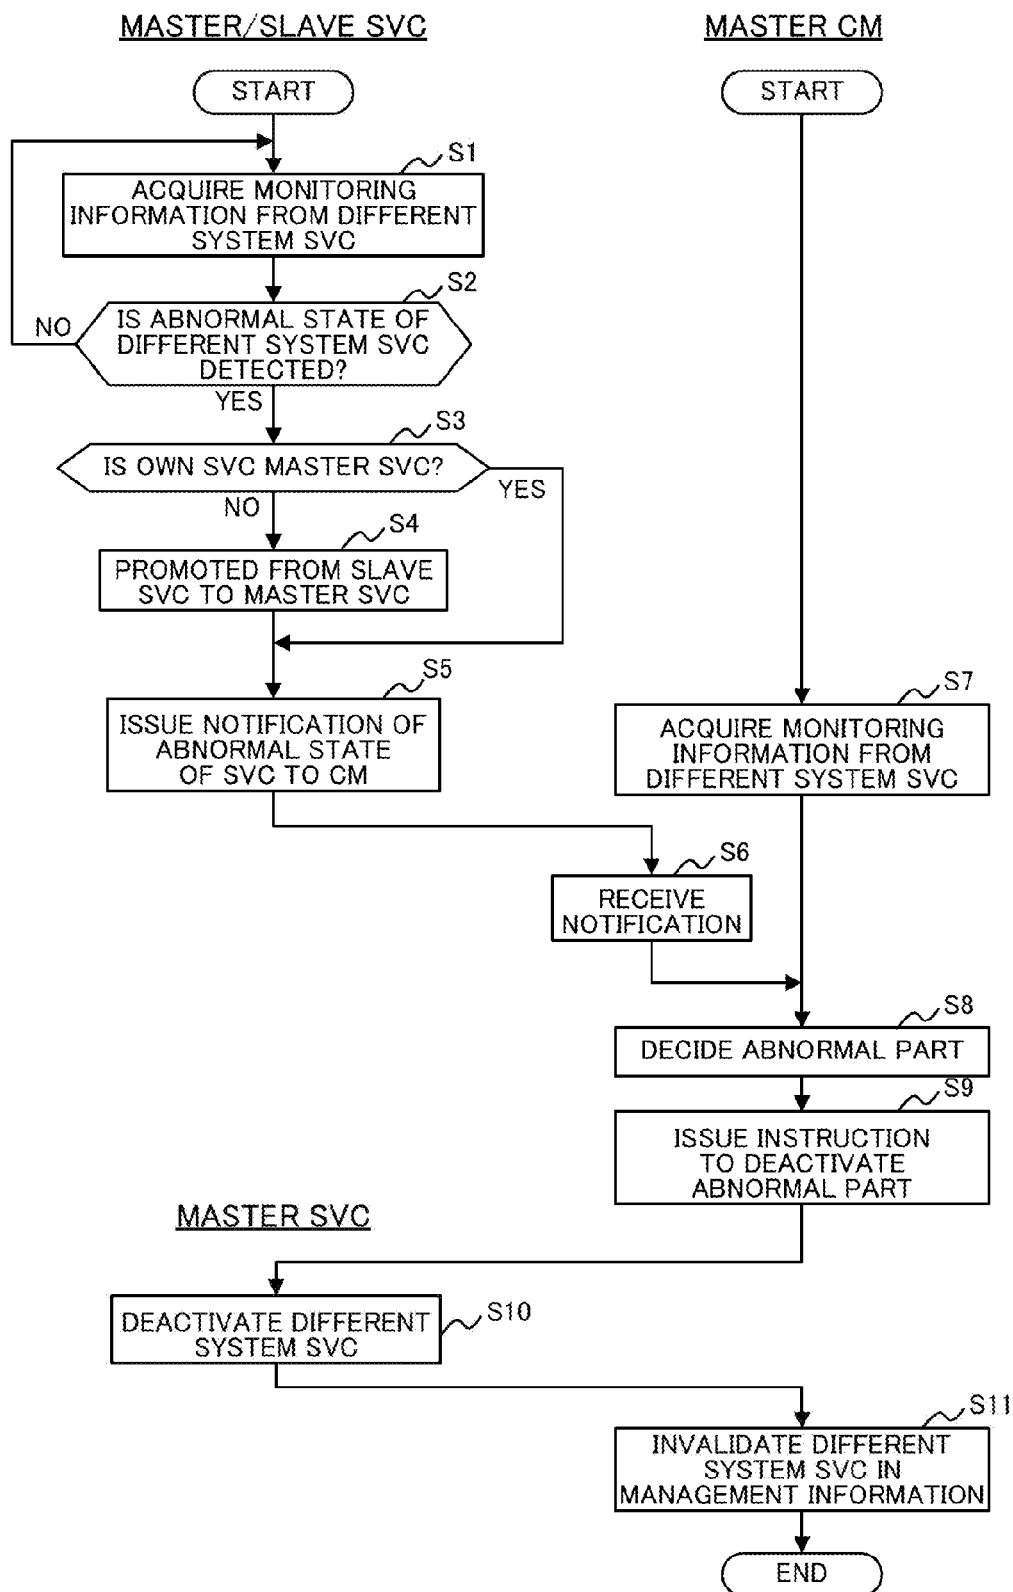 MASTER/SLAVE SVC
MASTER CM
START
START
S1
ACQUIRE MONITORING
INFORMATION FROM DIFFERENT
SYSTEM SVC
S2
NO
IS ABNORMAL STATE OF
DIFFERENT SYSTEM SVC
DETECTED?
YES
S3
IS OWN SVC MASTER SVC?
YES
NO
S4
PROMOTED FROM SLAVE
SVC TO MASTER SVC
S5
ISSUE NOTIFICATION OF
ABNORMAL STATE
OF SVC TO CM
S7
ACQUIRE MONITORING
INFORMATION FROM
DIFFERENT SYSTEM SVC
S6
RECEIVE
NOTIFICATION
S8
DECIDE ABNORMAL PART
S9
ISSUE INSTRUCTION
TO DEACTIVATE
ABNORMAL PART
MASTER SVC
DEACTIVATE DIFFERENT
SYSTEM SVC
S10
S11
INVALIDATE DIFFERENT
SYSTEM SVC IN
MANAGEMENT INFORMATION
END